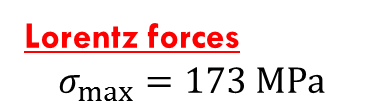 Lorentz forces
σmax = 173 MPa